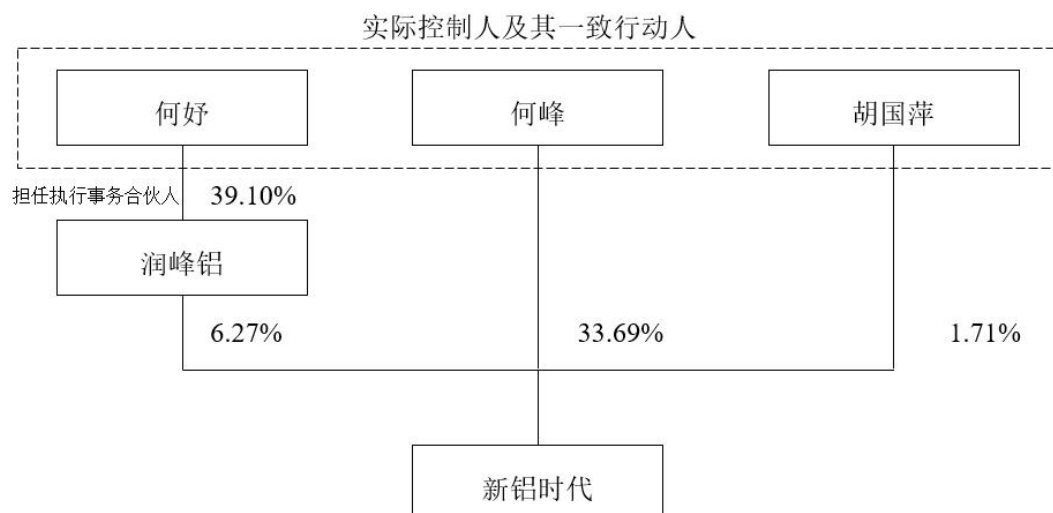 实际控制人及其一致行动人
何妤
何峰
胡国萍
担任执行事务合伙人
39.10%
润峰铝
6.27%
33.69%
1.71%
新铝时代